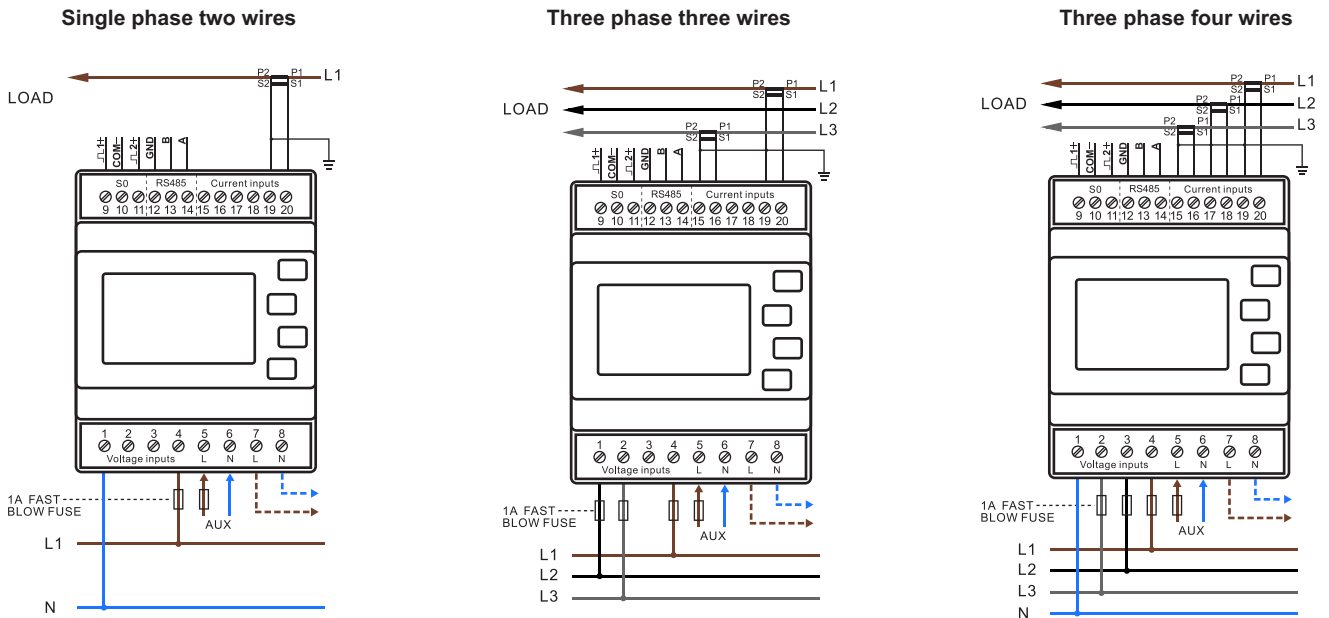 Single phase two wires
P2 P1
S2 S1
L1
LOAD
⎍1+ COM− ⎍2+ GND B A
S0 RS485 Current inputs
9 10 11 12 13 14 15 16 17 18 19 20
1 2 3 4 5 6 7 8
Voltage inputs L N L N
1A FAST
BLOW FUSE
AUX
L1
N
Three phase three wires
P2 P1
S2 S1
L1
LOAD
L2
P2 P1
S2 S1
L3
⎍1+ COM− ⎍2+ GND B A
S0 RS485 Current inputs
9 10 11 12 13 14 15 16 17 18 19 20
1 2 3 4 5 6 7 8
Voltage inputs L N L N
1A FAST
BLOW FUSE
AUX
L1
L2
L3
Three phase four wires
P2 P1
S2 S1
L1
LOAD
P2 P1
S2 S1
L2
P2 P1
S2 S1
L3
⎍1+ COM− ⎍2+ GND B A
S0 RS485 Current inputs
9 10 11 12 13 14 15 16 17 18 19 20
1 2 3 4 5 6 7 8
Voltage inputs L N L N
1A FAST
BLOW FUSE
AUX
L1
L2
L3
N